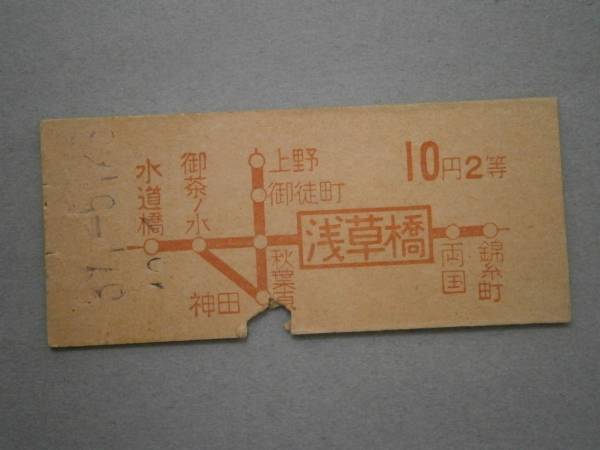 水道橋
御茶ノ水
上野
御徒町
秋葉原
神田
浅草橋
両国
錦糸町
10円2等